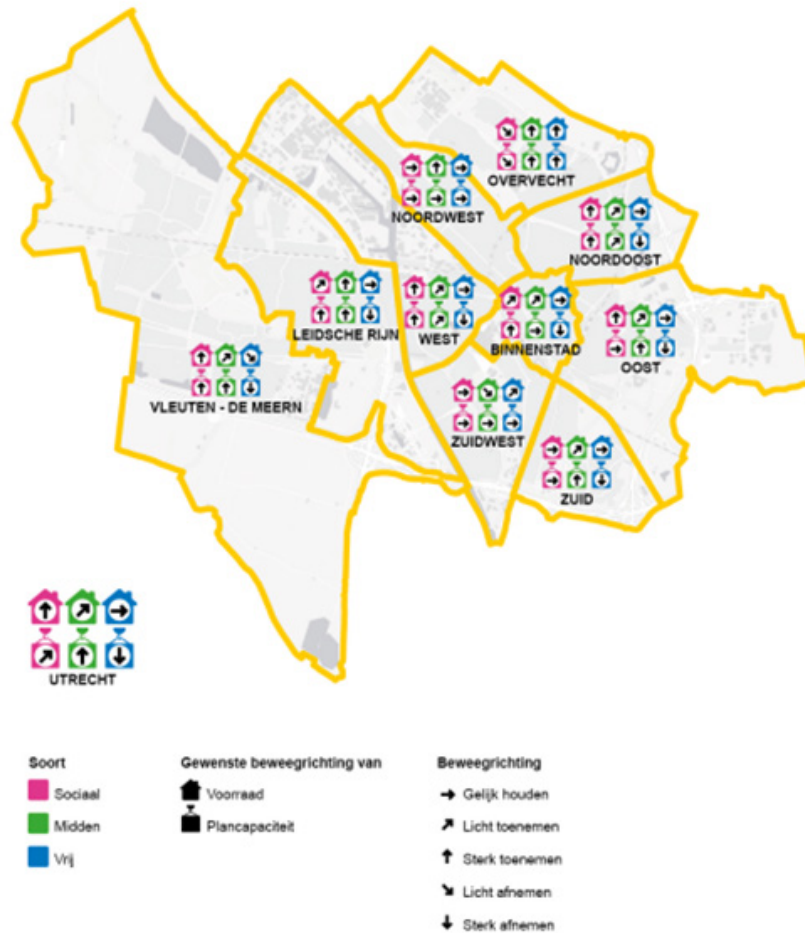 OVERVECHT
NOORDWEST
NOORDOOST
LEIDSCHE RIJN
WEST
BINNENSTAD
OOST
VLEUTEN - DE MEERN
ZUIDWEST
ZUID
UTRECHT
Soort
Sociaal
Midden
Vrij
Gewenste beweegrichting van
Voorraad
Plancapaciteit
Beweegrichting
Gelijk houden
Licht toenemen
Sterk toenemen
Licht afnemen
Sterk afnemen